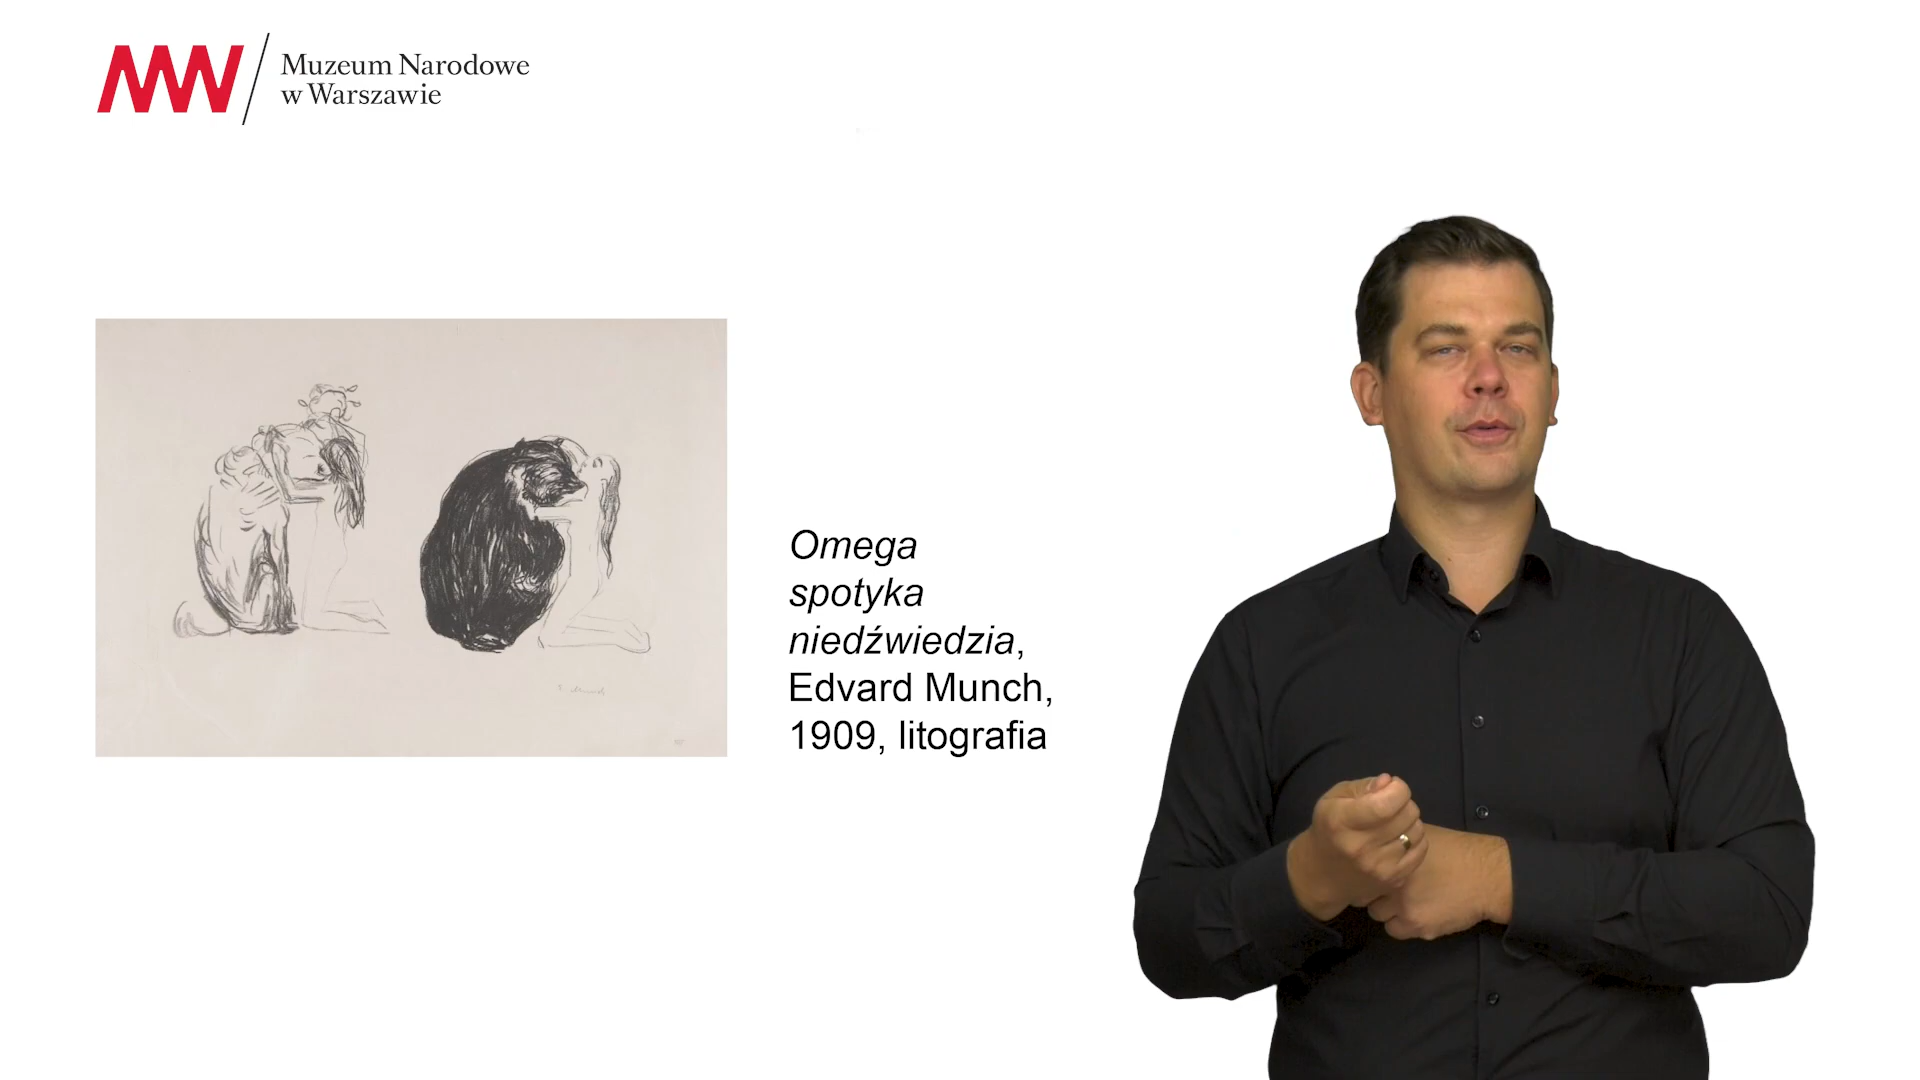 Muzeum Narodowe
w Warszawie
Omega
spotyka
niedźwiedzia,
Edvard Munch,
1909, litografia